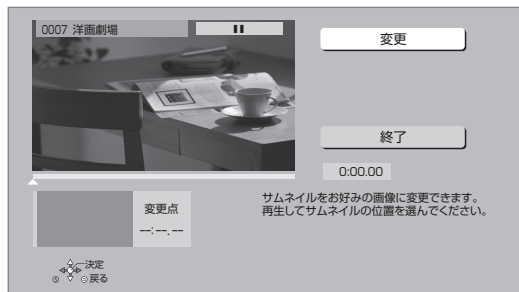 0007 洋画劇場
変更
終了
0:00.00
変更点
--:--.--
サムネイルをお好みの画像に変更できます。
再生してサムネイルの位置を選んでください。
決定
戻る